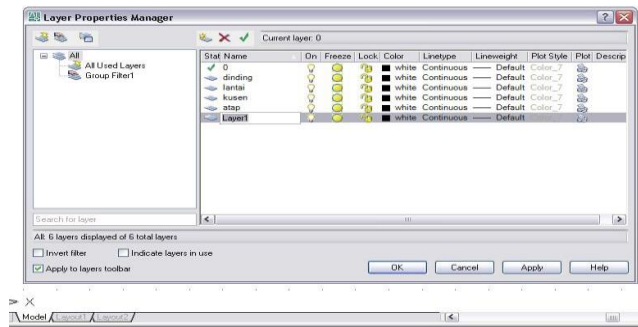 Layer Properties Manager
Current layer: 0
All
All Used Layers
Group Filter1
Stat Name On Freeze Lock Color Linetype Lineweight Plot Style Plot Descrip
0 white Continuous Default Color_7
dinding white Continuous Default Color_7
lantai white Continuous Default Color_7
kusen white Continuous Default Color_7
atap white Continuous Default Color_7
Layer1 white Continuous Default Color_7
Search for layer
All: 6 layers displayed of 6 total layers
Invert filter Indicate layers in use
Apply to layers toolbar
OK Cancel Apply Help
X
Model Layout1 Layout2